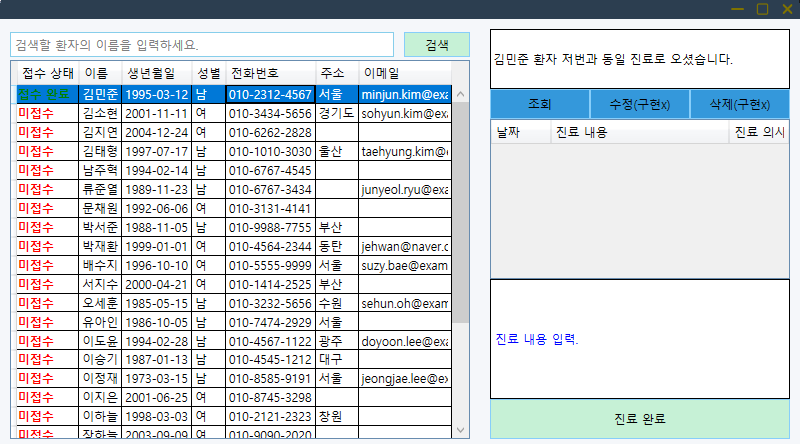 검색할 환자의 이름을 입력하세요. 검색
접수 상태 이름 생년월일 성별 전화번호 주소 이메일
접수 완료 김민준 1995-03-12 남 010-2312-4567 서울 minjun.kim@exa
미접수 김소현 2001-11-11 여 010-3434-5656 경기도 sohyun.kim@exa
미접수 김지연 2004-12-24 여 010-6262-2828
미접수 김태형 1997-07-17 남 010-1010-3030 울산 taehyung.kim@e
미접수 남주혁 1994-02-14 남 010-6767-4545
미접수 류준열 1989-11-23 남 010-6767-3434 junyeol.ryu@exa
미접수 문채원 1992-06-06 여 010-3131-4141
미접수 박서준 1988-11-05 남 010-9988-7755 부산
미접수 박재환 1999-01-01 여 010-4564-2344 동탄 jehwan@naver.c
미접수 배수지 1996-10-10 여 010-5555-9999 서울 suzy.bae@exam
미접수 서지수 2000-04-21 여 010-1414-2525 부산
미접수 오세훈 1985-05-15 남 010-3232-5656 수원 sehun.oh@exam
미접수 유아인 1986-10-05 남 010-7474-2929 서울
미접수 이도윤 1994-02-28 남 010-4567-1122 광주 doyoon.lee@exa
미접수 이승기 1987-01-13 남 010-4545-1212 대구
미접수 이정재 1973-03-15 남 010-8585-9191 서울 jeongjae.lee@exa
미접수 이지은 2001-06-25 여 010-8745-3298
미접수 이하늘 1998-03-03 여 010-2121-2323 창원
미접수 장하늘 2003-09-09 여 010-9090-2020
김민준 환자 저번과 동일 진료로 오셨습니다.
조회 수정(구현x) 삭제(구현x)
날짜 진료 내용 진료 의사
진료 내용 입력.
진료 완료